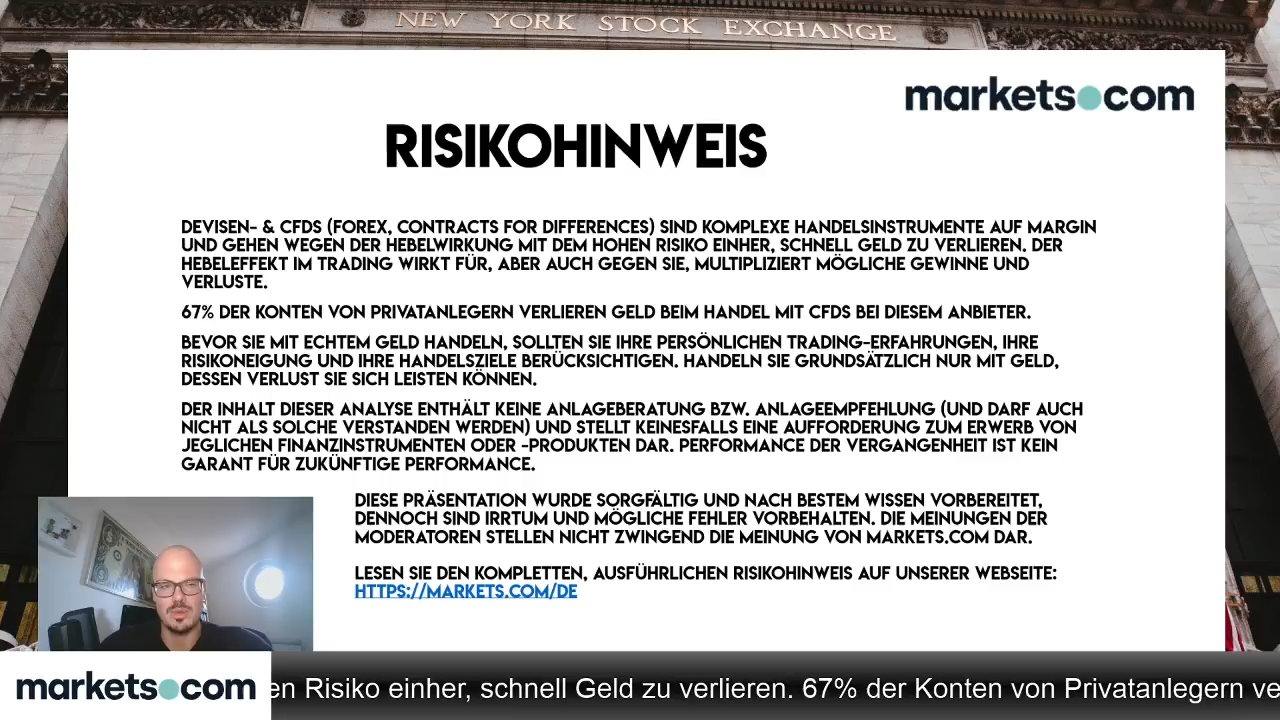 NEW YORK STOCK EXCHANGE
markets.com
RISIKOHINWEIS
DEVISEN- & CFDS (FOREX, CONTRACTS FOR DIFFERENCES) SIND KOMPLEXE HANDELSINSTRUMENTE AUF MARGIN
UND GEHEN WEGEN DER HEBELWIRKUNG MIT DEM HOHEN RISIKO EINHER, SCHNELL GELD ZU VERLIEREN. DER
HEBELEFFEKT IM TRADING WIRKT FÜR, ABER AUCH GEGEN SIE, MULTIPLIZIERT MÖGLICHE GEWINNE UND
VERLUSTE.
67% DER KONTEN VON PRIVATANLEGERN VERLIEREN GELD BEIM HANDEL MIT CFDS BEI DIESEM ANBIETER.
BEVOR SIE MIT ECHTEM GELD HANDELN, SOLLTEN SIE IHRE PERSÖNLICHEN TRADING-ERFAHRUNGEN, IHRE
RISIKONEIGUNG UND IHRE HANDELSZIELE BERÜCKSICHTIGEN. HANDELN SIE GRUNDSÄTZLICH NUR MIT GELD,
DESSEN VERLUST SIE SICH LEISTEN KÖNNEN.
DER INHALT DIESER ANALYSE ENTHÄLT KEINE ANLAGEBERATUNG BZW. ANLAGEEMPFEHLUNG (UND DARF AUCH
NICHT ALS SOLCHE VERSTANDEN WERDEN) UND STELLT KEINESFALLS EINE AUFFORDERUNG ZUM ERWERB VON
JEGLICHEN FINANZINSTRUMENTEN ODER -PRODUKTEN DAR. PERFORMANCE DER VERGANGENHEIT IST KEIN
GARANT FÜR ZUKÜNFTIGE PERFORMANCE.
DIESE PRÄSENTATION WURDE SORGFÄLTIG UND NACH BESTEM WISSEN VORBEREITET,
DENNOCH SIND IRRTUM UND MÖGLICHE FEHLER VORBEHALTEN. DIE MEINUNGEN DER
MODERATOREN STELLEN NICHT ZWINGEND DIE MEINUNG VON MARKETS.COM DAR.
LESEN SIE DEN KOMPLETTEN, AUSFÜHRLICHEN RISIKOHINWEIS AUF UNSERER WEBSEITE:
HTTPS://MARKETS.COM/DE
markets.com
en Risiko einher, schnell Geld zu verlieren. 67% der Konten von Privatanlegern ve